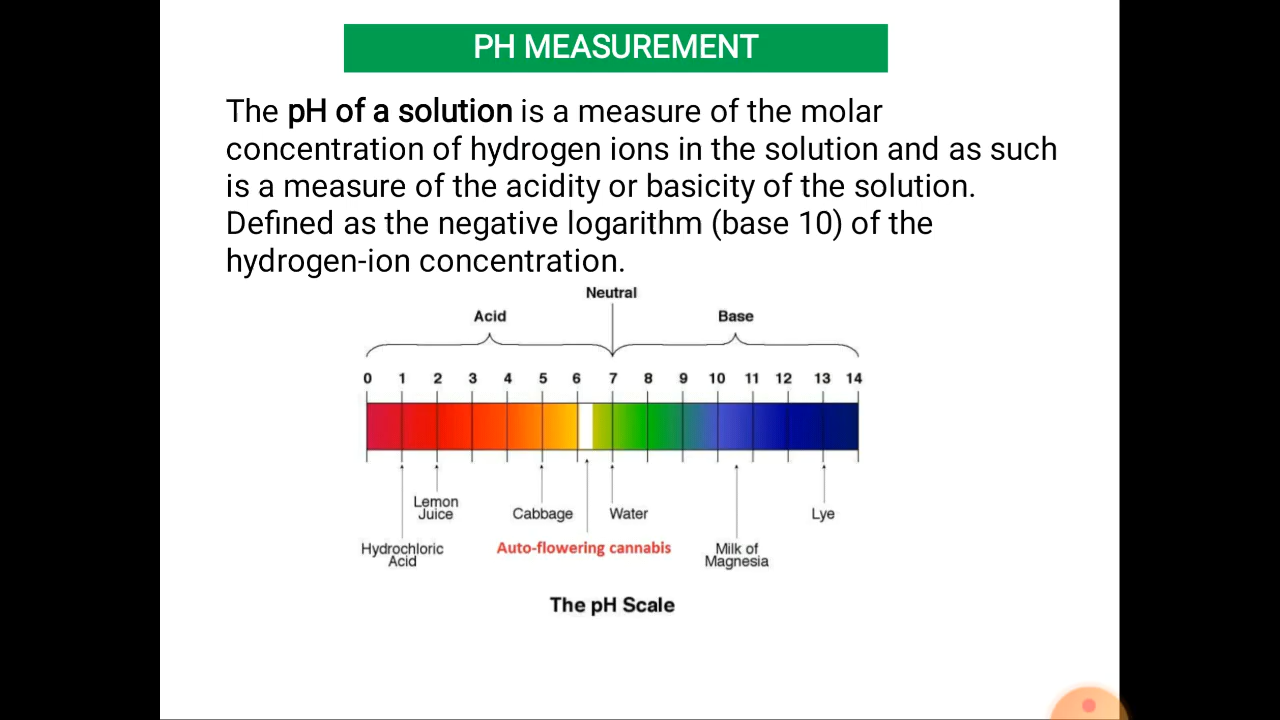 PH MEASUREMENT
The pH of a solution is a measure of the molar
concentration of hydrogen ions in the solution and as such
is a measure of the acidity or basicity of the solution.
Defined as the negative logarithm (base 10) of the
hydrogen-ion concentration.
Neutral
Acid Base
0 1 2 3 4 5 6 7 8 9 10 11 12 13 14
Lemon
Juice
Cabbage Water Lye
Hydrochloric
Acid
Auto-flowering cannabis
Milk of
Magnesia
The pH Scale